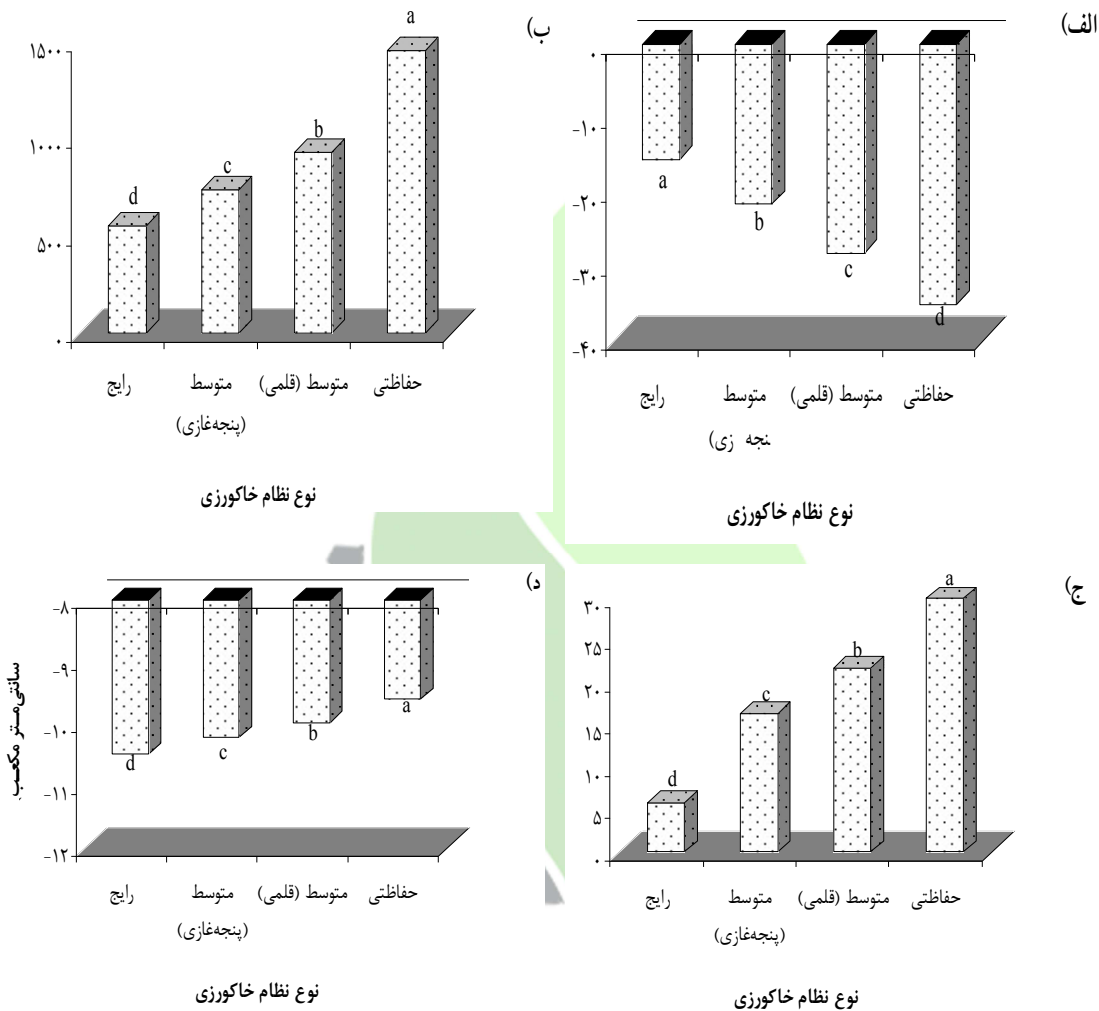 الف)
۰
-۱۰
-۲۰
-۳۰
-۴۰
a
b
c
d
رایج
متوسط
متوسط (قلمی)
حفاظتی
نجه زی)
نوع نظام خاکورزی
ب)
۱۵۰۰
۱۰۰۰
۵۰۰
۰
d
c
b
a
رایج
متوسط
متوسط (قلمی)
حفاظتی
(پنجه‌غازی)
نوع نظام خاکورزی
ج)
۳۰
۲۵
۲۰
۱۵
۱۰
۵
۰
d
c
b
a
رایج
متوسط
متوسط (قلمی)
حفاظتی
(پنجه‌غازی)
نوع نظام خاکورزی
د)
سانتی‌متر مکعب
-۸
-۹
-۱۰
-۱۱
-۱۲
d
c
b
a
رایج
متوسط
متوسط (قلمی)
حفاظتی
(پنجه‌غازی)
نوع نظام خاکورزی